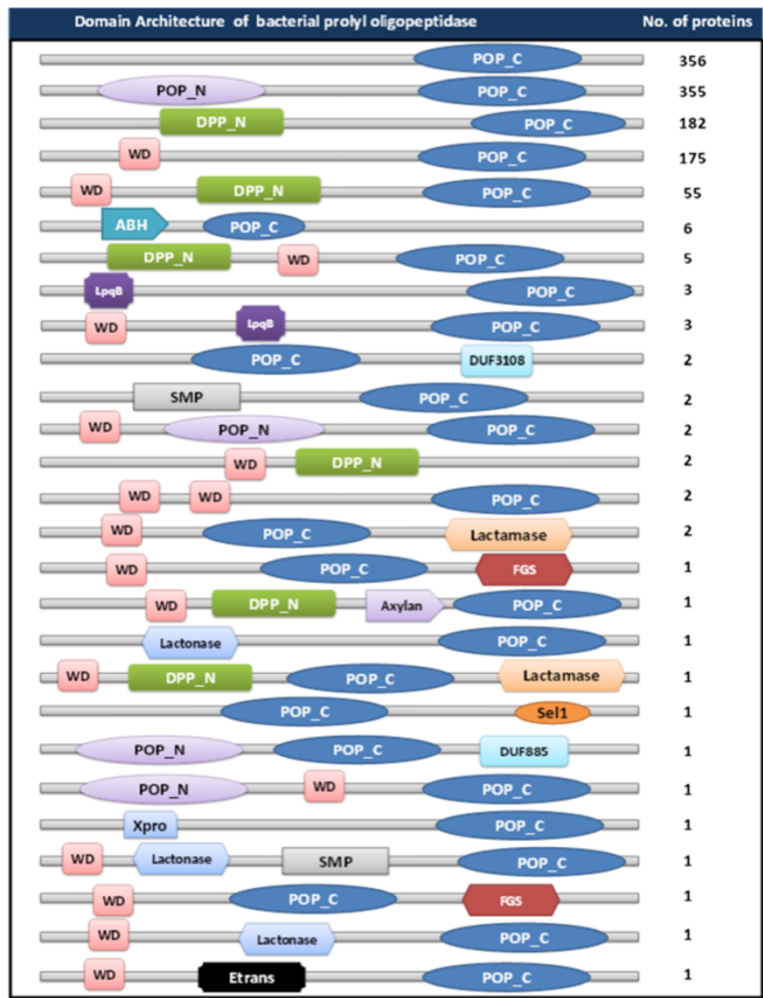 Domain Architecture of bacterial prolyl oligopeptidase No. of proteins
POP_C 356
POP_N POP_C 355
DPP_N POP_C 182
WD POP_C 175
WD DPP_N POP_C 55
ABH POP_C 6
DPP_N WD POP_C 5
LpqB POP_C 3
WD LpqB POP_C 3
POP_C DUF3108 2
SMP POP_C 2
WD POP_N POP_C 2
WD DPP_N 2
WD WD POP_C 2
WD POP_C Lactamase 2
WD POP_C FGS 1
WD DPP_N Axylan POP_C 1
Lactonase POP_C 1
WD DPP_N POP_C Lactamase 1
POP_C Sel1 1
POP_N POP_C DUF885 1
POP_N WD POP_C 1
Xpro POP_C 1
WD Lactonase SMP POP_C 1
WD POP_C FGS 1
WD Lactonase POP_C 1
WD Etrans POP_C 1